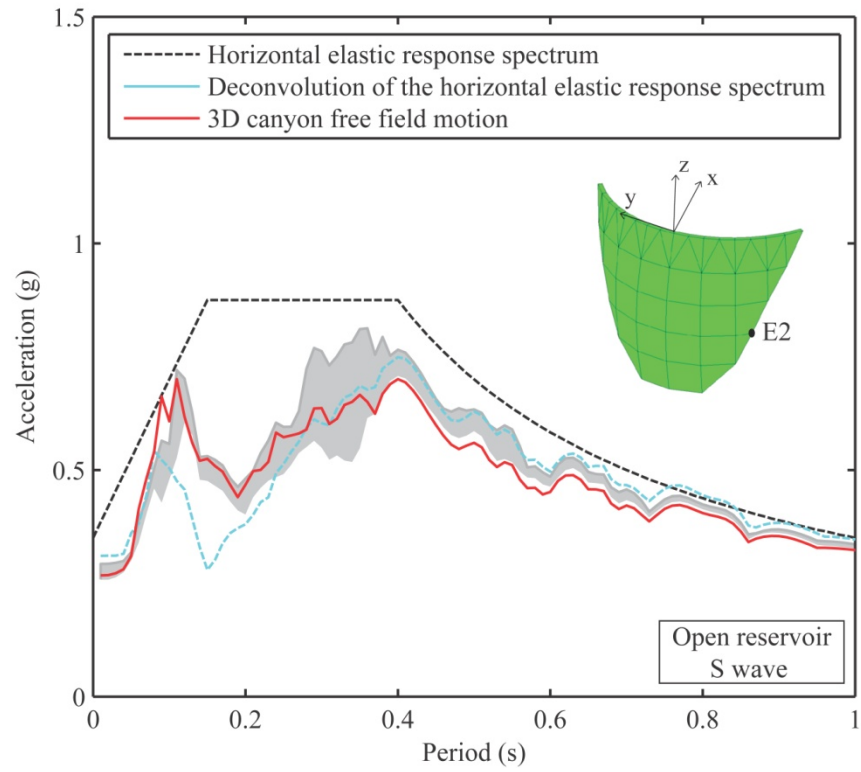 1.5
Horizontal elastic response spectrum
Deconvolution of the horizontal elastic response spectrum
3D canyon free field motion
z
x
y
1
E2
Acceleration (g)
0.5
Open reservoir
S wave
0
0 0.2 0.4 0.6 0.8 1
Period (s)